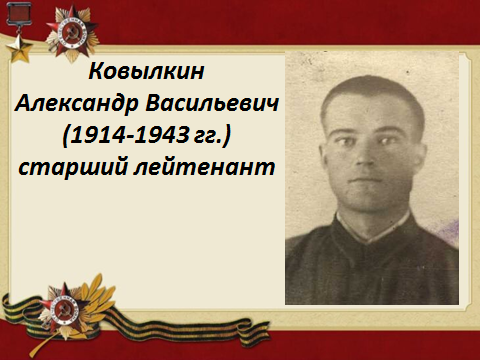 Ковылкин
Александр Васильевич
(1914-1943 гг.)
старший лейтенант